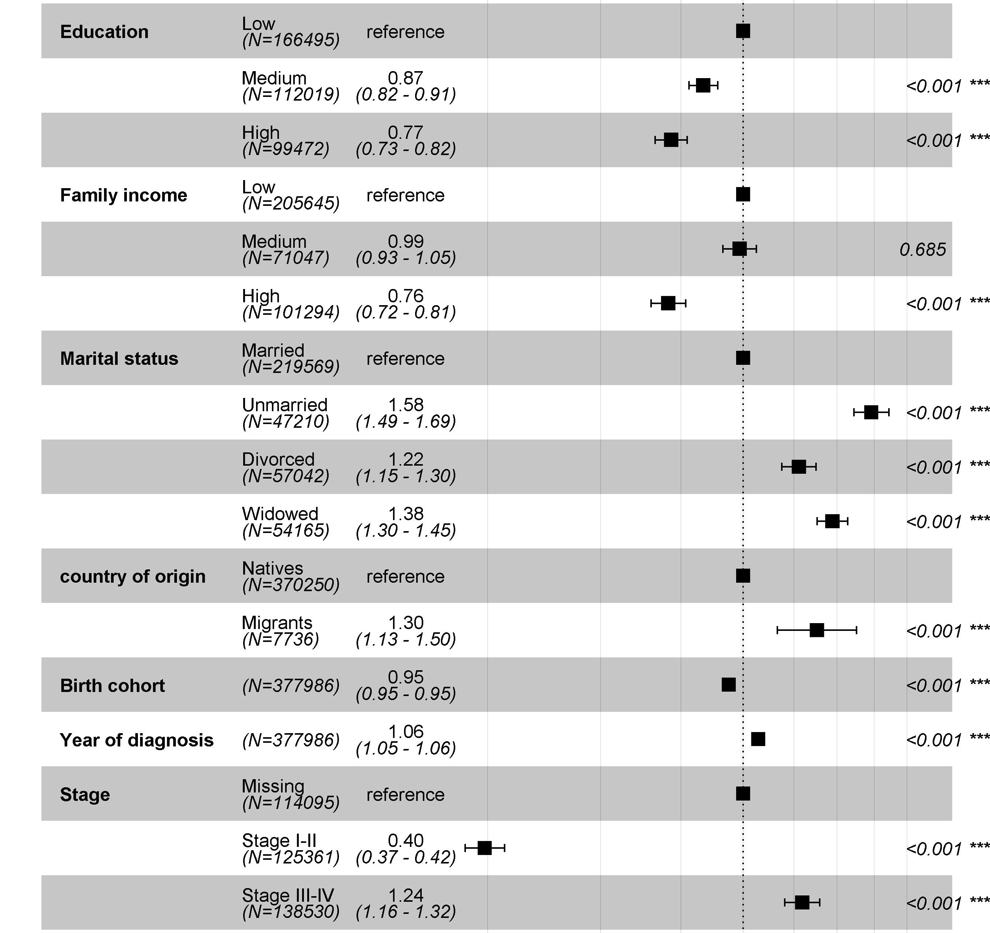 Education Low reference
(N=166495)
Medium 0.87
(N=112019) (0.82 - 0.91) <0.001 ***
High 0.77
(N=99472) (0.73 - 0.82) <0.001 ***
Family income Low reference
(N=205645)
Medium 0.99
(N=71047) (0.93 - 1.05) 0.685
High 0.76
(N=101294) (0.72 - 0.81) <0.001 ***
Marital status Married reference
(N=219569)
Unmarried 1.58
(N=47210) (1.49 - 1.69) <0.001 ***
Divorced 1.22
(N=57042) (1.15 - 1.30) <0.001 ***
Widowed 1.38
(N=54165) (1.30 - 1.45) <0.001 ***
country of origin Natives reference
(N=370250)
Migrants 1.30
(N=7736) (1.13 - 1.50) <0.001 ***
Birth cohort (N=377986) 0.95
(0.95 - 0.95) <0.001 ***
Year of diagnosis (N=377986) 1.06
(1.05 - 1.06) <0.001 ***
Stage Missing reference
(N=114095)
Stage I-II 0.40
(N=125361) (0.37 - 0.42) <0.001 ***
Stage III-IV 1.24
(N=138530) (1.16 - 1.32) <0.001 ***